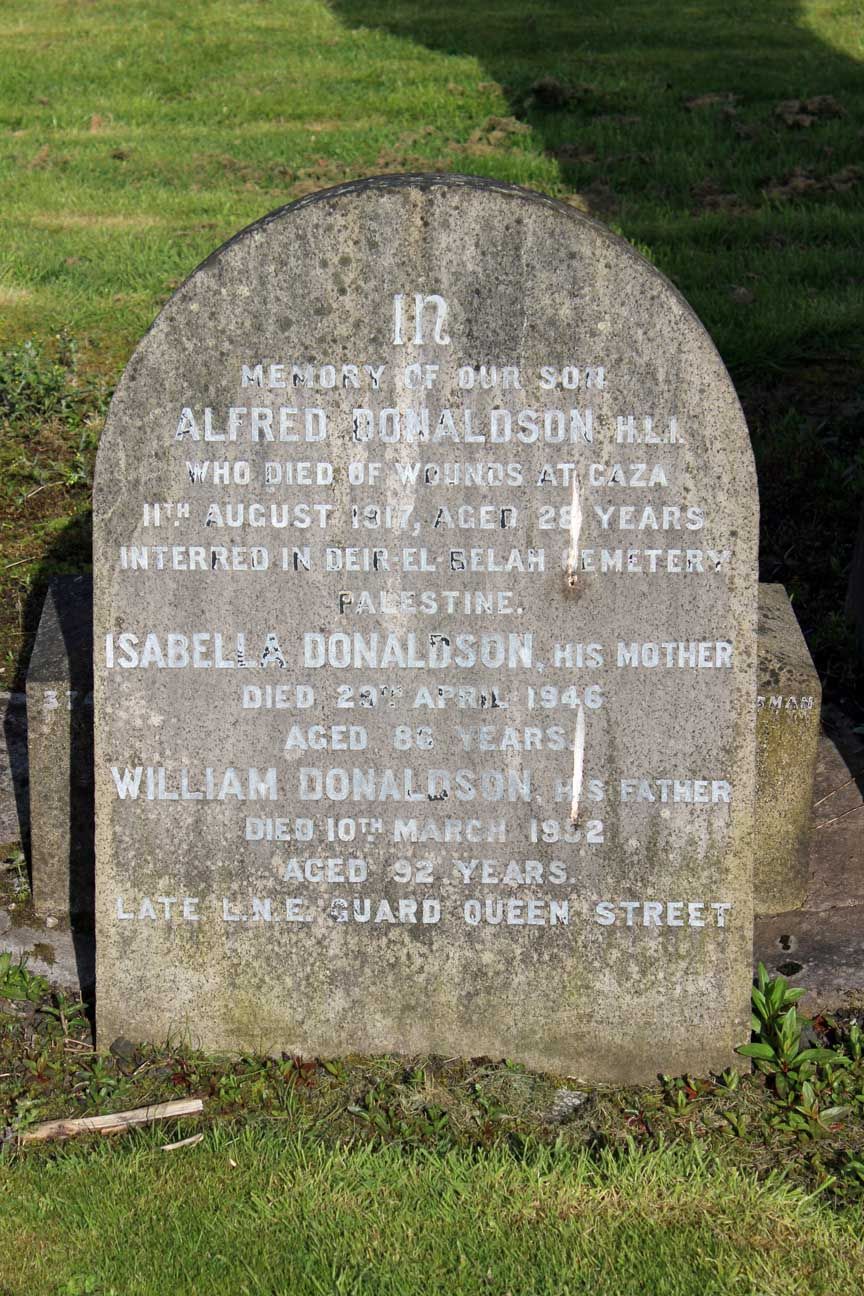 In
MEMORY OF OUR SON
ALFRED DONALDSON H.L.I.
WHO DIED OF WOUNDS AT GAZA
11TH AUGUST 1917, AGED 28 YEARS
INTERRED IN DEIR-EL-BELAH CEMETERY
PALESTINE.
ISABELLA DONALDSON, HIS MOTHER
DIED 29TH APRIL 1946
AGED 86 YEARS.
WILLIAM DONALDSON, HIS FATHER
DIED 10TH MARCH 1952
AGED 92 YEARS.
LATE L.N.E. GUARD QUEEN STREET